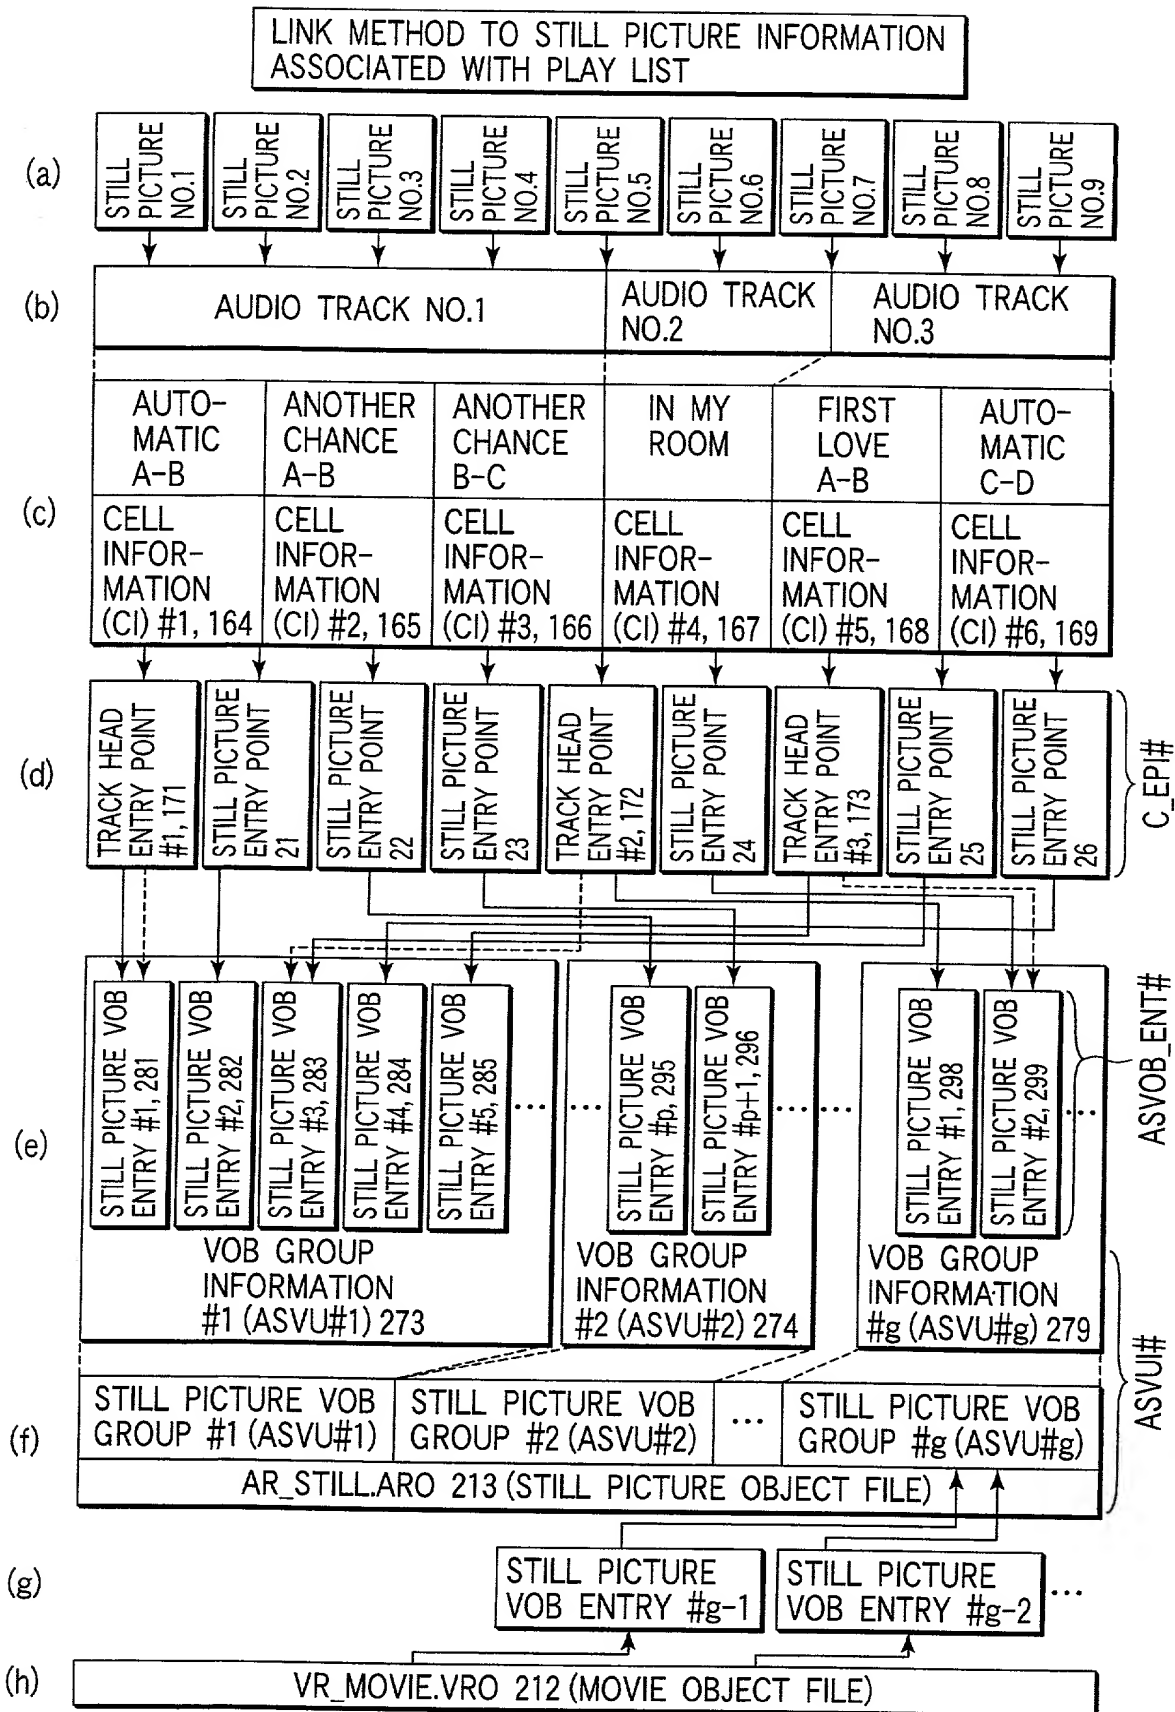 LINK METHOD TO STILL PICTURE INFORMATION
ASSOCIATED WITH PLAY LIST
(a)
STILL
PICTURE
NO.1
STILL
PICTURE
NO.2
STILL
PICTURE
NO.3
STILL
PICTURE
NO.4
STILL
PICTURE
NO.5
STILL
PICTURE
NO.6
STILL
PICTURE
NO.7
STILL
PICTURE
NO.8
STILL
PICTURE
NO.9
(b)
AUDIO TRACK NO.1
AUDIO TRACK
NO.2
AUDIO TRACK
NO.3
(c)
AUTO-
MATIC
A-B
ANOTHER
CHANCE
A-B
ANOTHER
CHANCE
B-C
IN MY
ROOM
FIRST
LOVE
A-B
AUTO-
MATIC
C-D
CELL
INFOR-
MATION
(CI) #1, 164
CELL
INFOR-
MATION
(CI) #2, 165
CELL
INFOR-
MATION
(CI) #3, 166
CELL
INFOR-
MATION
(CI) #4, 167
CELL
INFOR-
MATION
(CI) #5, 168
CELL
INFOR-
MATION
(CI) #6, 169
(d)
TRACK HEAD
ENTRY POINT
#1, 171
STILL PICTURE
ENTRY POINT
21
STILL PICTURE
ENTRY POINT
22
STILL PICTURE
ENTRY POINT
23
TRACK HEAD
ENTRY POINT
#2, 172
STILL PICTURE
ENTRY POINT
24
TRACK HEAD
ENTRY POINT
#3, 173
STILL PICTURE
ENTRY POINT
25
STILL PICTURE
ENTRY POINT
26
C_EPI#
(e)
STILL PICTURE VOB
ENTRY #1, 281
STILL PICTURE VOB
ENTRY #2, 282
STILL PICTURE VOB
ENTRY #3, 283
STILL PICTURE VOB
ENTRY #4, 284
STILL PICTURE VOB
ENTRY #5, 285
....
....
STILL PICTURE VOB
ENTRY #p, 295
STILL PICTURE VOB
ENTRY #p+1, 296
.....
STILL PICTURE VOB
ENTRY #1, 298
STILL PICTURE VOB
ENTRY #2, 299
....
ASVOB_ENT#
VOB GROUP
INFORMATION
#1 (ASVU#1) 273
VOB GROUP
INFORMATION
#2 (ASVU#2) 274
VOB GROUP
INFORMATION
#g (ASVU#g) 279
ASVUI#
(f)
STILL PICTURE VOB
GROUP #1 (ASVU#1)
STILL PICTURE VOB
GROUP #2 (ASVU#2)
...
STILL PICTURE VOB
GROUP #g (ASVU#g)
AR_STILL.ARO 213 (STILL PICTURE OBJECT FILE)
(g)
STILL PICTURE
VOB ENTRY #g-1
STILL PICTURE
VOB ENTRY #g-2
...
(h)
VR_MOVIE.VRO 212 (MOVIE OBJECT FILE)